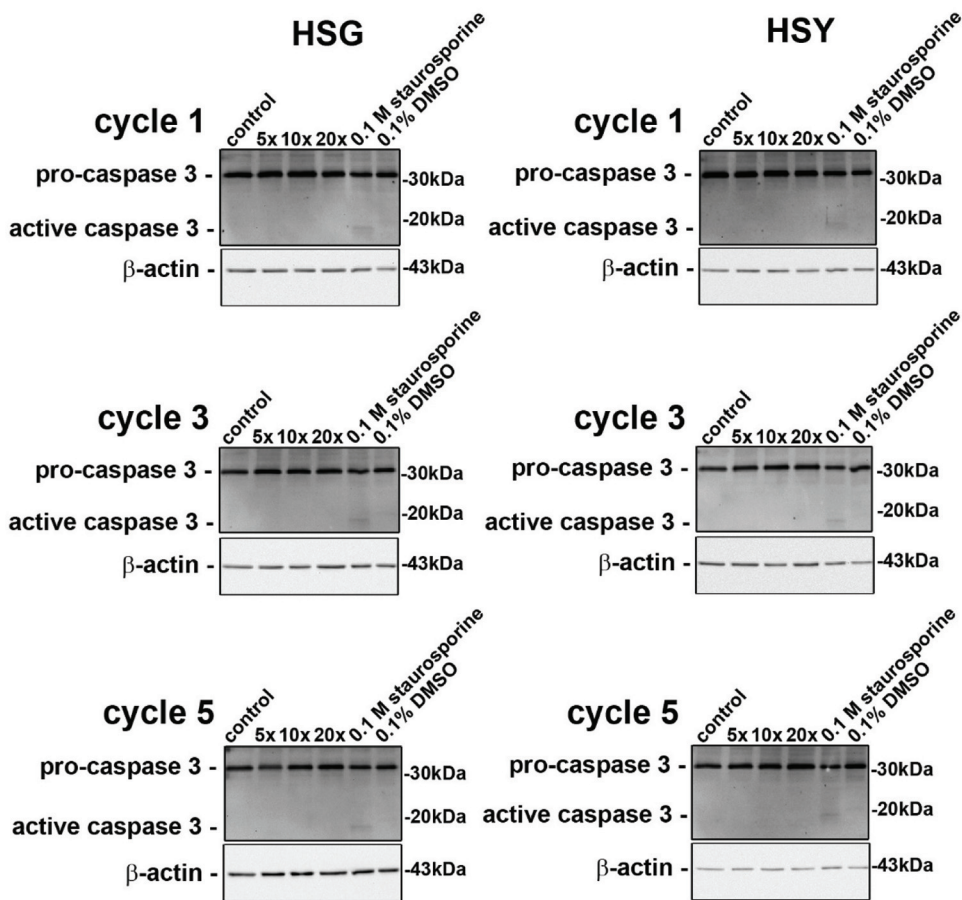 HSG
HSY
cycle 1
control
5x 10x 20x
0.1 M staurosporine
0.1% DMSO
pro-caspase 3 -
-30kDa
-20kDa
active caspase 3 -
β-actin -
-43kDa
cycle 1
control
5x 10x 20x
0.1 M staurosporine
0.1% DMSO
pro-caspase 3 -
-30kDa
-20kDa
active caspase 3 -
β-actin -
-43kDa
cycle 3
control
5x 10x 20x
0.1 M staurosporine
0.1% DMSO
pro-caspase 3 -
-30kDa
-20kDa
active caspase 3 -
β-actin -
-43kDa
cycle 3
control
5x 10x 20x
0.1 M staurosporine
0.1% DMSO
pro-caspase 3 -
-30kDa
-20kDa
active caspase 3 -
β-actin -
-43kDa
cycle 5
control
5x 10x 20x
0.1 M staurosporine
0.1% DMSO
pro-caspase 3 -
-30kDa
-20kDa
active caspase 3 -
β-actin -
-43kDa
cycle 5
control
5x 10x 20x
0.1 M staurosporine
0.1% DMSO
pro-caspase 3 -
-30kDa
-20kDa
active caspase 3 -
β-actin -
-43kDa